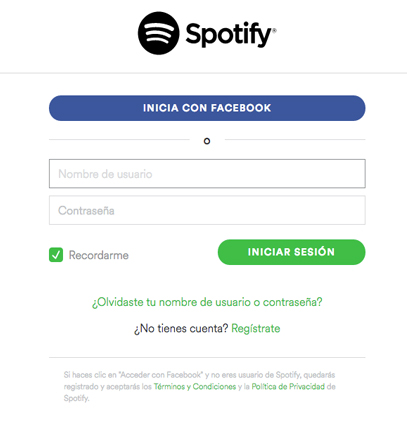 Spotify®
INICIA CON FACEBOOK
o
Nombre de usuario
Contraseña
Recordarme
INICIAR SESIÓN
¿Olvidaste tu nombre de usuario o contraseña?
¿No tienes cuenta? Regístrate
Si haces clic en "Acceder con Facebook" y no eres usuario de Spotify, quedarás
registrado y aceptarás los Términos y Condiciones y la Política de Privacidad de
Spotify.